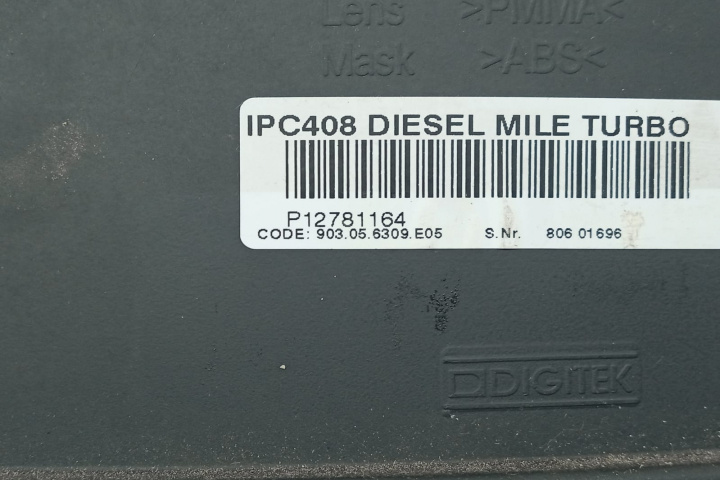 Lens >PMMA<
Mask >ABS<
IPC408 DIESEL MILE TURBO
P12781164
CODE: 903.05.6309.E05 S.Nr. 806 01696
DIGITEK